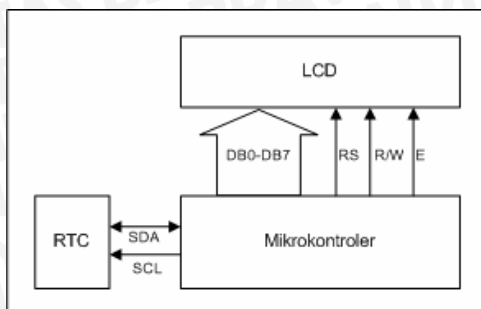 LCD
DB0-DB7
RS
R/W
E
RTC
SDA
SCL
Mikrokontroler